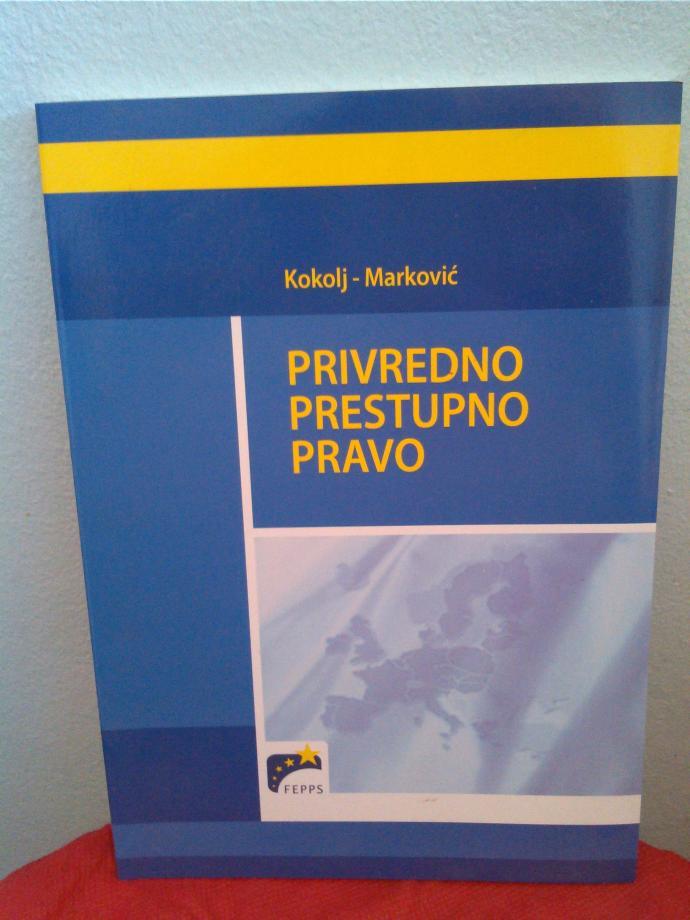 Kokolj - Marković
PRIVREDNO
PRESTUPNO
PRAVO
FEPPS